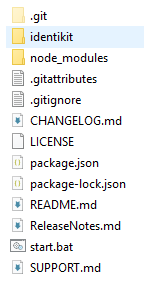 .git
identikit
node_modules
.gitattributes
.gitignore
CHANGELOG.md
LICENSE
package.json
package-lock.json
README.md
ReleaseNotes.md
start.bat
SUPPORT.md